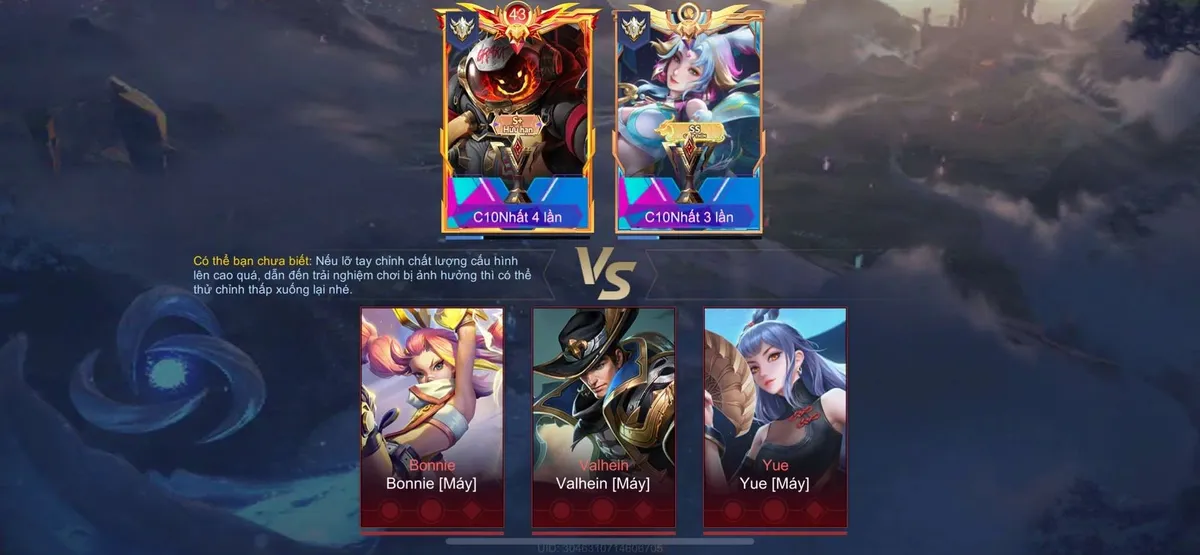 43
S+
Hữu hạn
SS
C10Nhất 4 lần
C10Nhất 3 lần
Có thể bạn chưa biết: Nếu lỡ tay chỉnh chất lượng cấu hình
lên cao quá, dẫn đến trải nghiệm chơi bị ảnh hưởng thì có thể
thử chỉnh thấp xuống lại nhé.
VS
Bonnie
Bonnie [Máy]
Valhein
Valhein [Máy]
Yue
Yue [Máy]